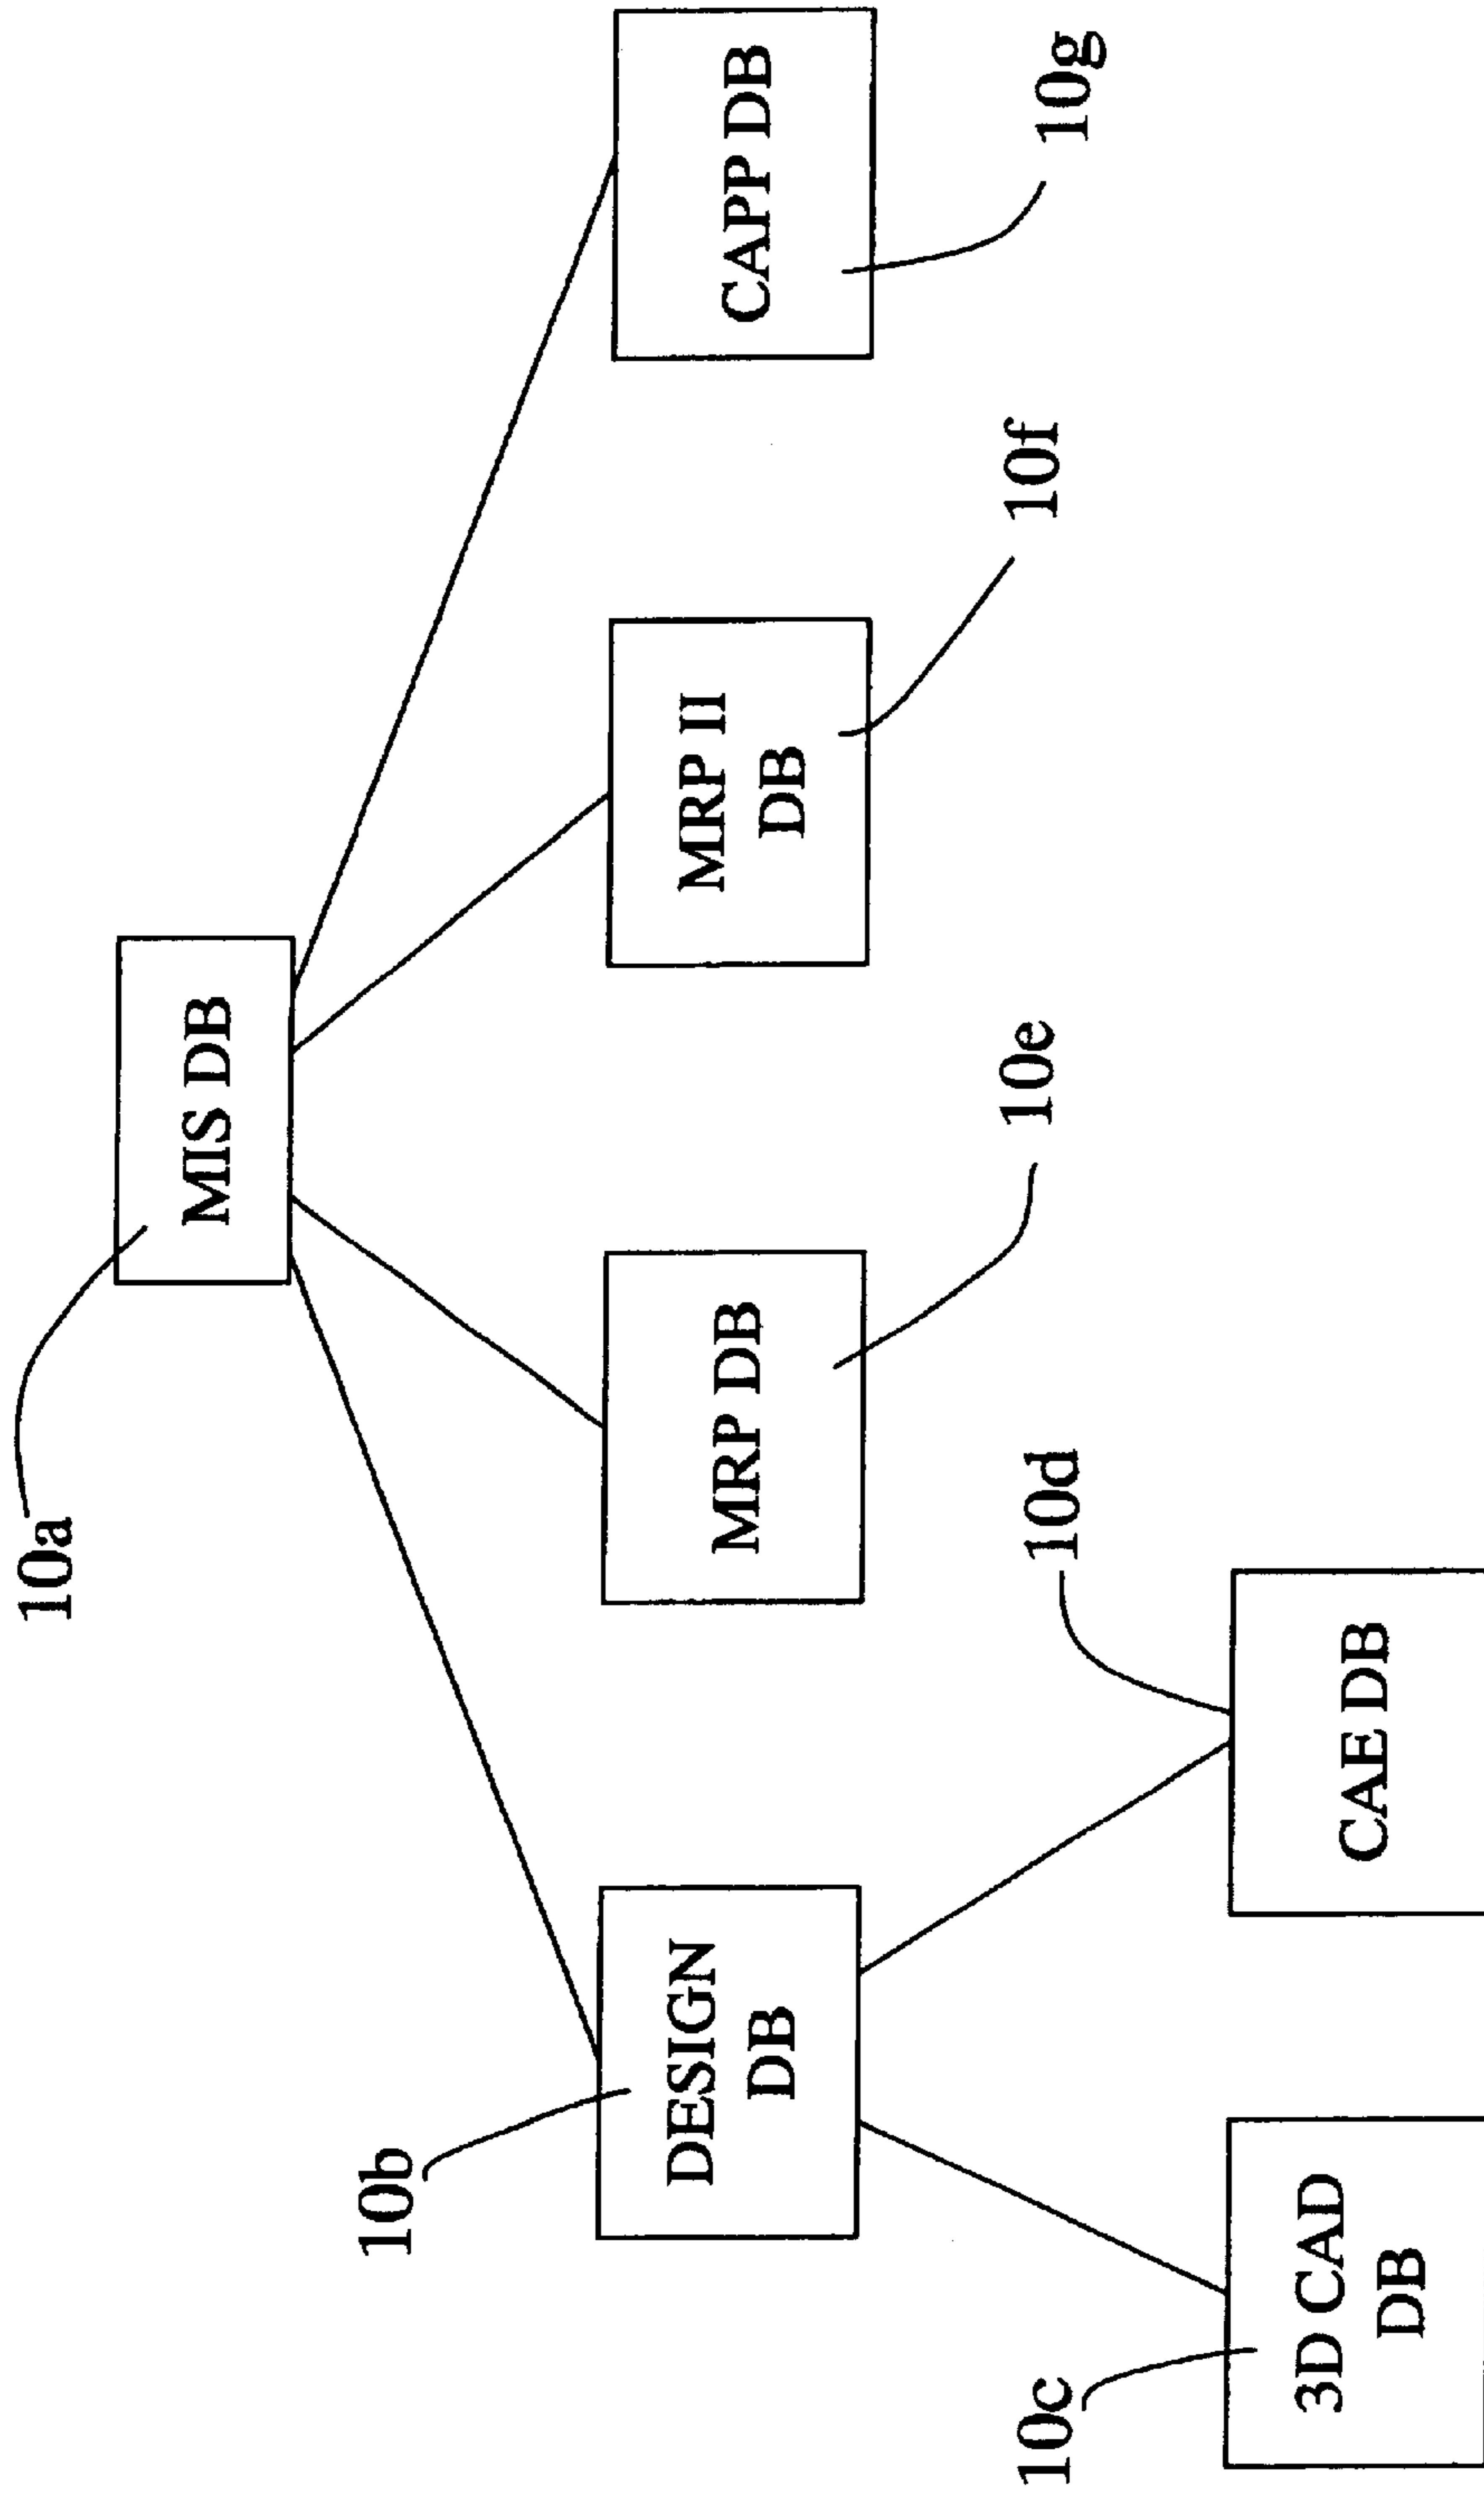 10a
MIS DB
10b
DESIGN
DB
MRP DB
MRP II
DB
CAPP DB
10c
10d
10e
10f
10g
3D CAD
DB
CAE DB